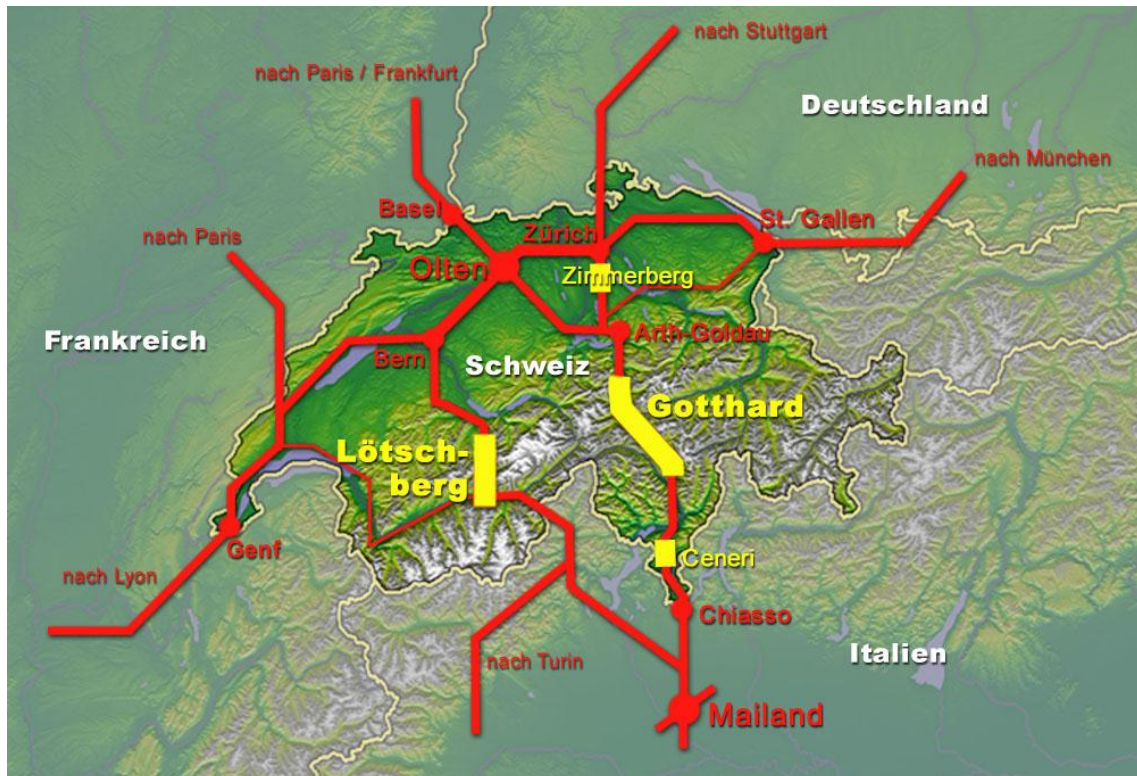 nach Stuttgart
nach Paris / Frankfurt
Deutschland
nach München
Basel
St. Gallen
nach Paris
Zürich
Olten
Zimmerberg
Frankreich
Arth-Goldau
Bern
Schweiz
Gotthard
Lötsch-
berg
Genf
Ceneri
nach Lyon
Chiasso
Italien
nach Turin
Mailand